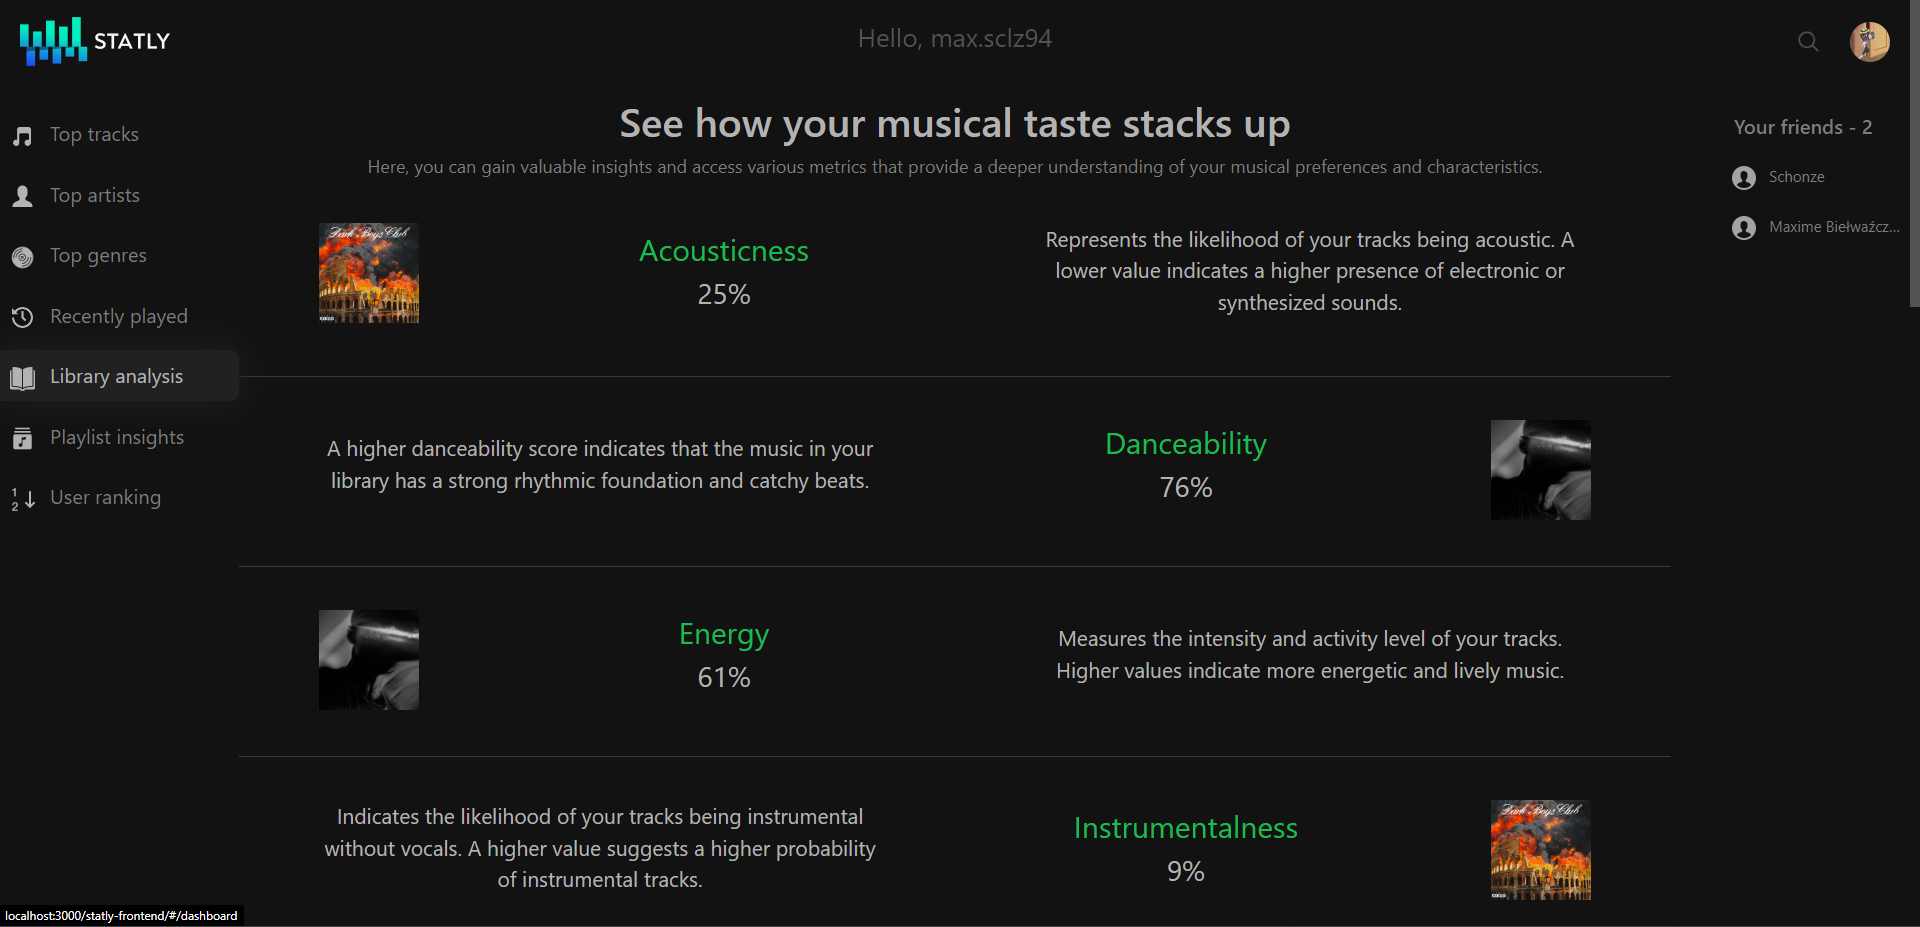 STATLY
Hello, max.sclz94
Top tracks
Top artists
Top genres
Recently played
Library analysis
Playlist insights
1
2
User ranking
See how your musical taste stacks up
Here, you can gain valuable insights and access various metrics that provide a deeper understanding of your musical preferences and characteristics.
Dark Boys Club
Acousticness
25%
Represents the likelihood of your tracks being acoustic. A
lower value indicates a higher presence of electronic or
synthesized sounds.
A higher danceability score indicates that the music in your
library has a strong rhythmic foundation and catchy beats.
Danceability
76%
Energy
61%
Measures the intensity and activity level of your tracks.
Higher values indicate more energetic and lively music.
Indicates the likelihood of your tracks being instrumental
without vocals. A higher value suggests a higher probability
of instrumental tracks.
Instrumentalness
9%
Dark Boys Club
Your friends - 2
Schonze
Maxime Biełwaźcz...
localhost:3000/statly-frontend/#/dashboard